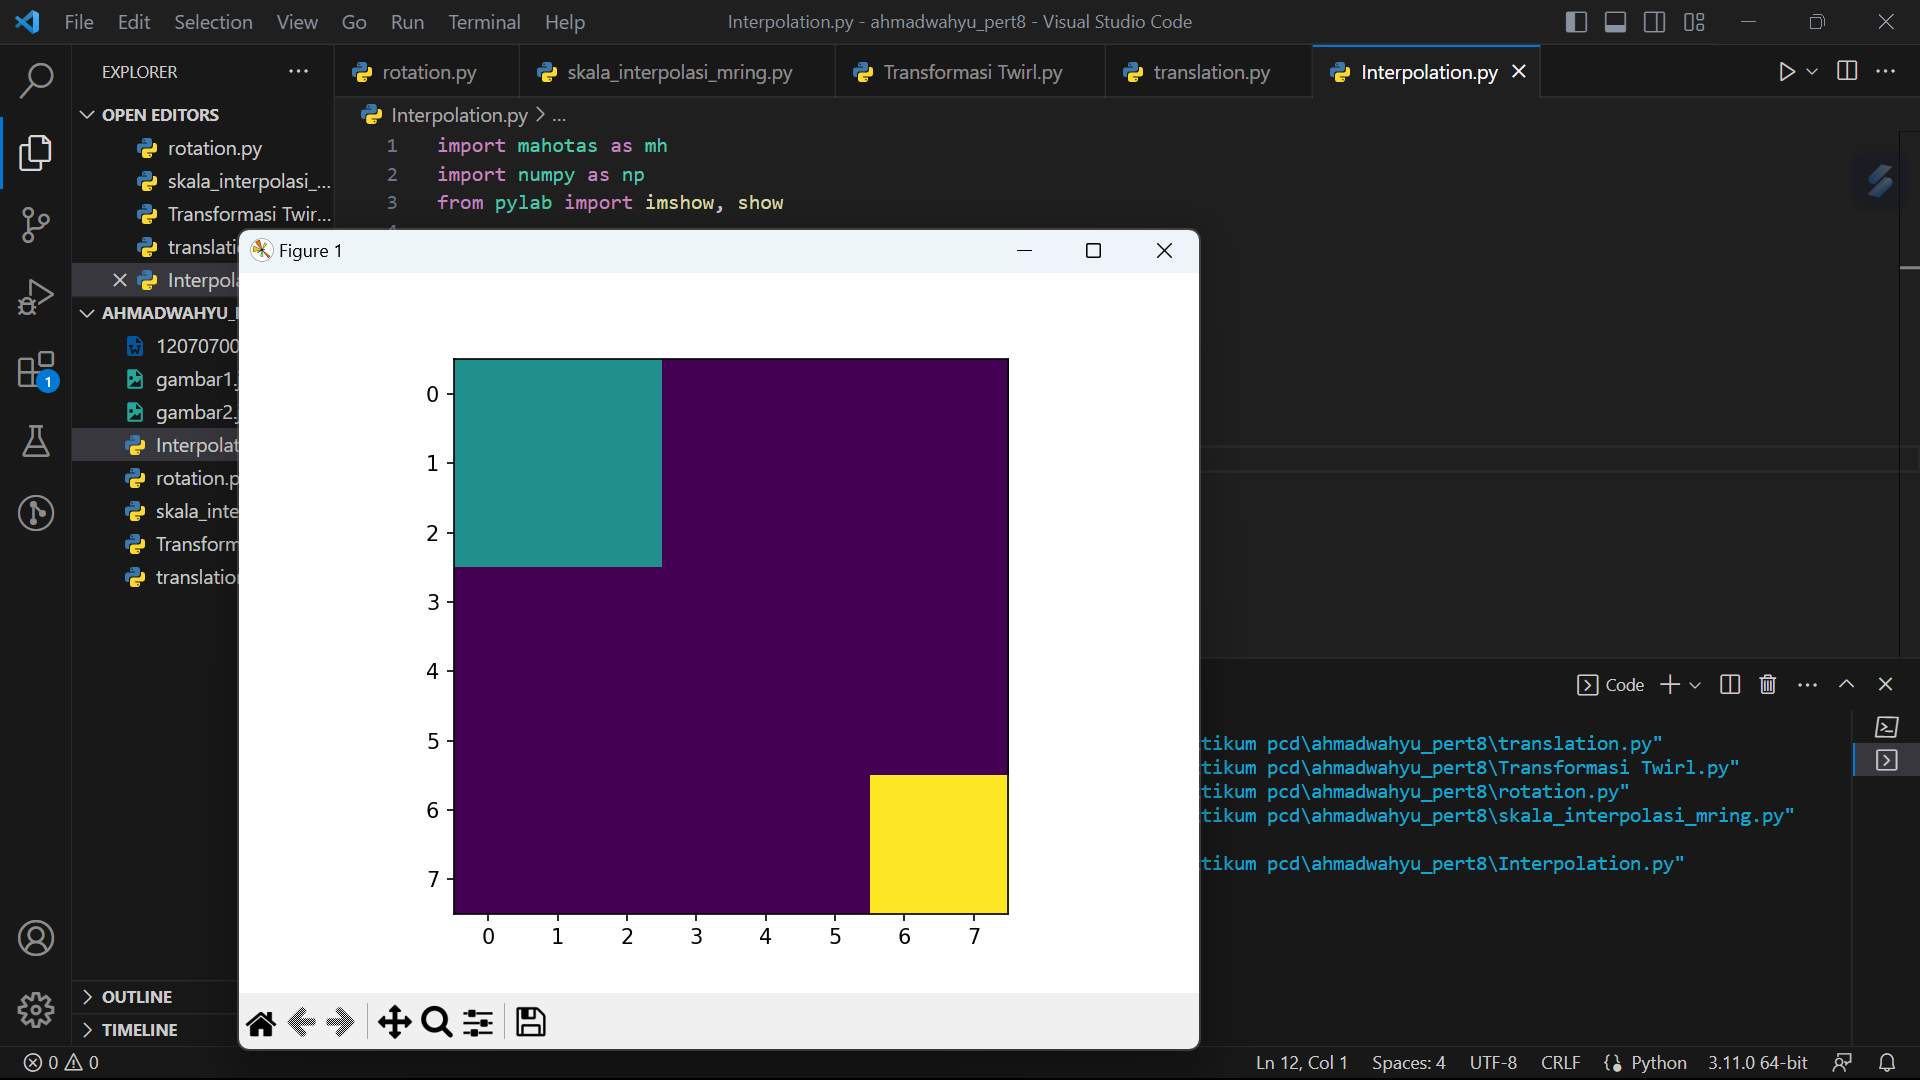 File Edit Selection View Go Run Terminal Help
Interpolation.py - ahmadwahyu_pert8 - Visual Studio Code
EXPLORER
rotation.py
skala_interpolasi_mring.py
Transformasi Twirl.py
translation.py
Interpolation.py
OPEN EDITORS
rotation.py
skala_interpolasi_...
Transformasi Twir...
translati
Interpola
AHMADWAHYU_
12070700
gambar1.j
gambar2.j
Interpolat
rotation.p
skala_inte
Transform
translatio
OUTLINE
TIMELINE
1
Interpolation.py > ...
1 import mahotas as mh
2 import numpy as np
3 from pylab import imshow, show
Figure 1
0
1
2
3
4
5
6
7
0 1 2 3 4 5 6 7
Code
tikum pcd\ahmadwahyu_pert8\translation.py"
tikum pcd\ahmadwahyu_pert8\Transformasi Twirl.py"
tikum pcd\ahmadwahyu_pert8\rotation.py"
tikum pcd\ahmadwahyu_pert8\skala_interpolasi_mring.py"
tikum pcd\ahmadwahyu_pert8\Interpolation.py"
0 0
Ln 12, Col 1 Spaces: 4 UTF-8 CRLF Python 3.11.0 64-bit